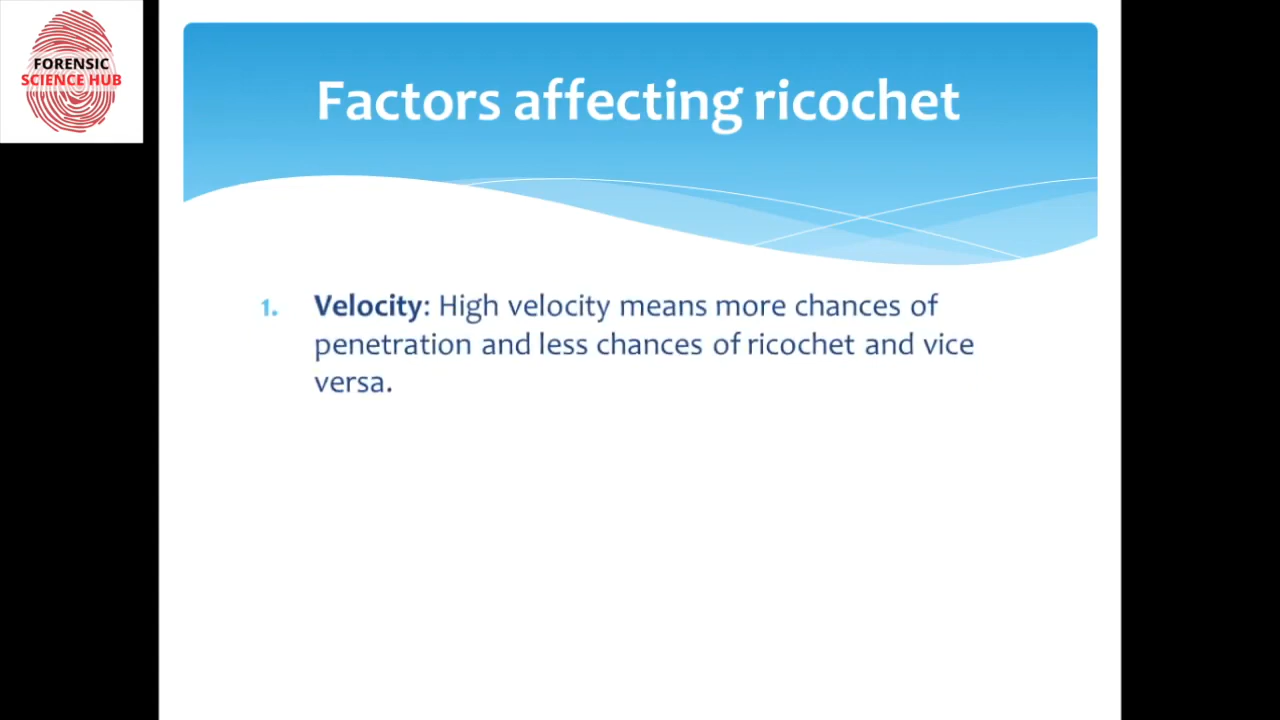 FORENSIC
SCIENCE HUB
Factors affecting ricochet
1. Velocity: High velocity means more chances of
penetration and less chances of ricochet and vice
versa.